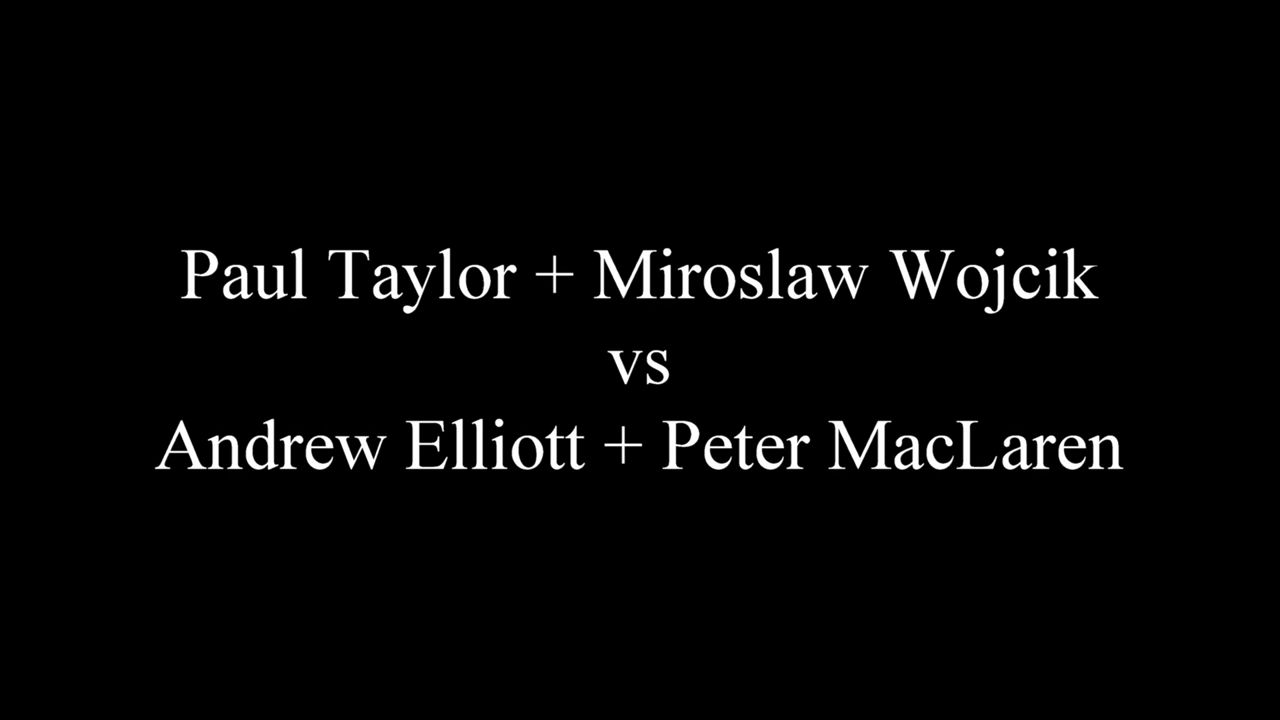 Paul Taylor + Miroslaw Wojcik
vs
Andrew Elliott + Peter MacLaren